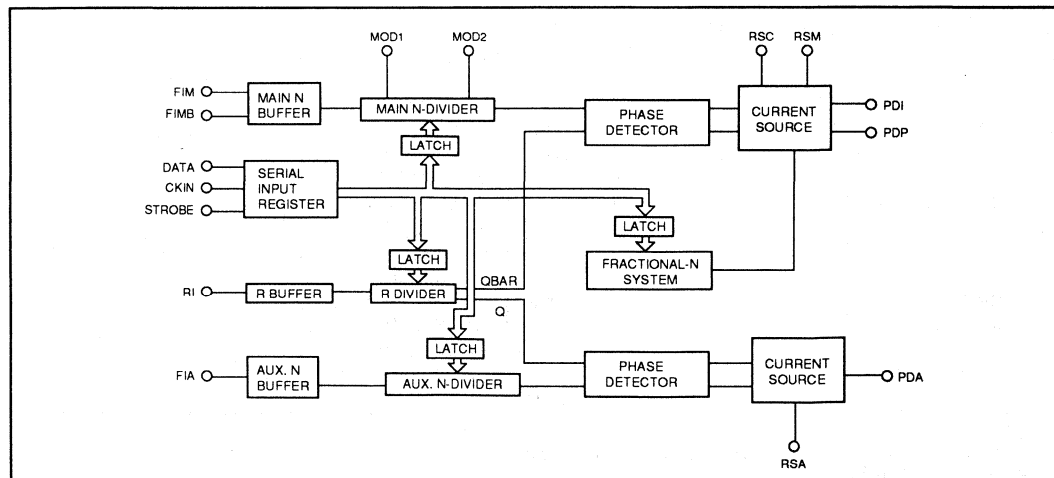 MOD1
MOD2
RSC
RSM
FIM
FIMB
MAIN N
BUFFER
MAIN N-DIVIDER
PHASE
DETECTOR
CURRENT
SOURCE
PDI
PDP
LATCH
DATA
CKIN
STROBE
SERIAL
INPUT
REGISTER
LATCH
LATCH
FRACTIONAL-N
SYSTEM
RI
R BUFFER
R DIVIDER
QBAR
Q
LATCH
FIA
AUX. N
BUFFER
AUX. N-DIVIDER
PHASE
DETECTOR
CURRENT
SOURCE
PDA
RSA